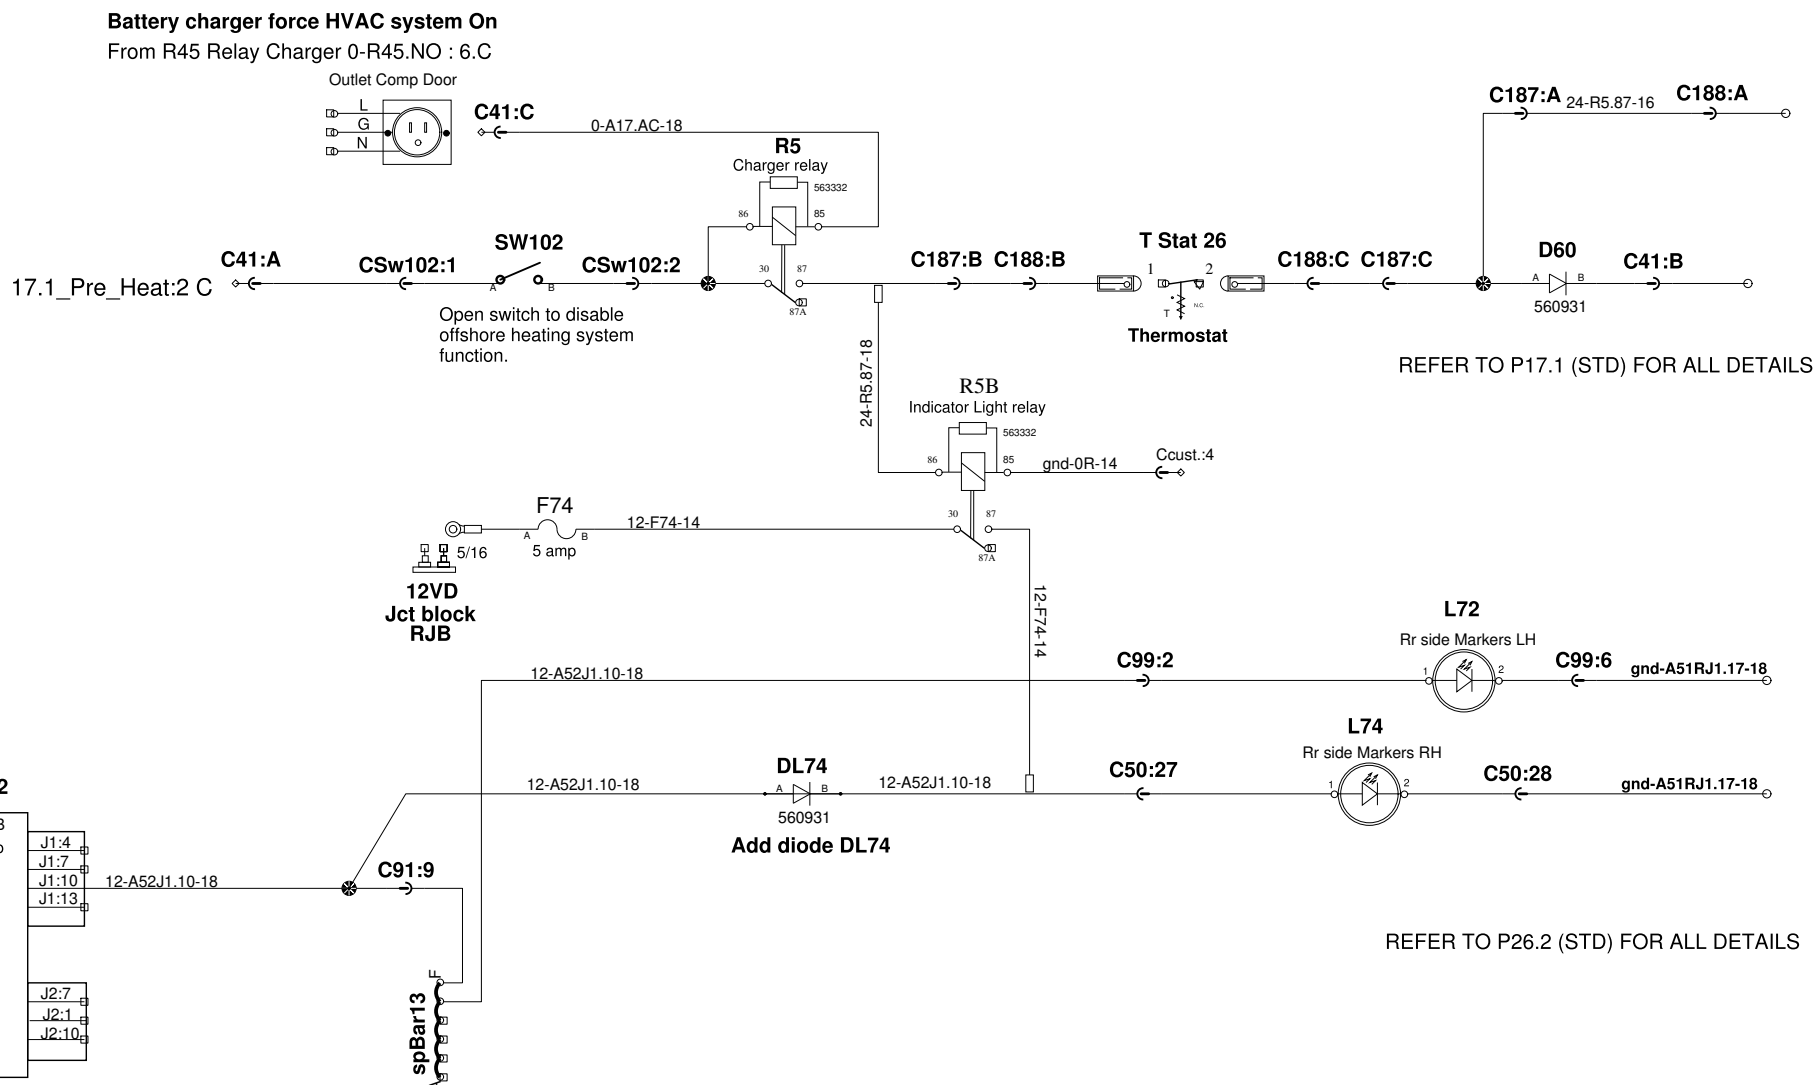 Battery charger force HVAC system On
From R45 Relay Charger 0-R45.NO : 6.C
Outlet Comp Door
L
G
N
C41:C
0-A17.AC-18
R5
Charger relay
563332
86
85
C187:A
24-R5.87-16
C188:A
17.1_Pre_Heat:2 C
C41:A
CSw102:1
SW102
A
B
CSw102:2
Open switch to disable
offshore heating system
function.
30
87
87A
C187:B
C188:B
T Stat 26
1
2
T
N.C.
Thermostat
C188:C
C187:C
D60
A
B
560931
C41:B
REFER TO P17.1 (STD) FOR ALL DETAILS
24-R5.87-18
R5B
Indicator Light relay
563332
86
85
gnd-0R-14
Ccust.:4
F74
A
B
5 amp
5/16
12-F74-14
30
87
87A
12VD
Jct block
RJB
12-F74-14
L72
Rr side Markers LH
12-A52J1.10-18
C99:2
1
2
C99:6
gnd-A51RJ1.17-18
L74
Rr side Markers RH
12-A52J1.10-18
DL74
A
B
560931
12-A52J1.10-18
C50:27
1
2
C50:28
gnd-A51RJ1.17-18
Add diode DL74
2
J1:4
J1:7
J1:10
J1:13
12-A52J1.10-18
C91:9
REFER TO P26.2 (STD) FOR ALL DETAILS
J2:7
J2:1
J2:10
F
spBar13